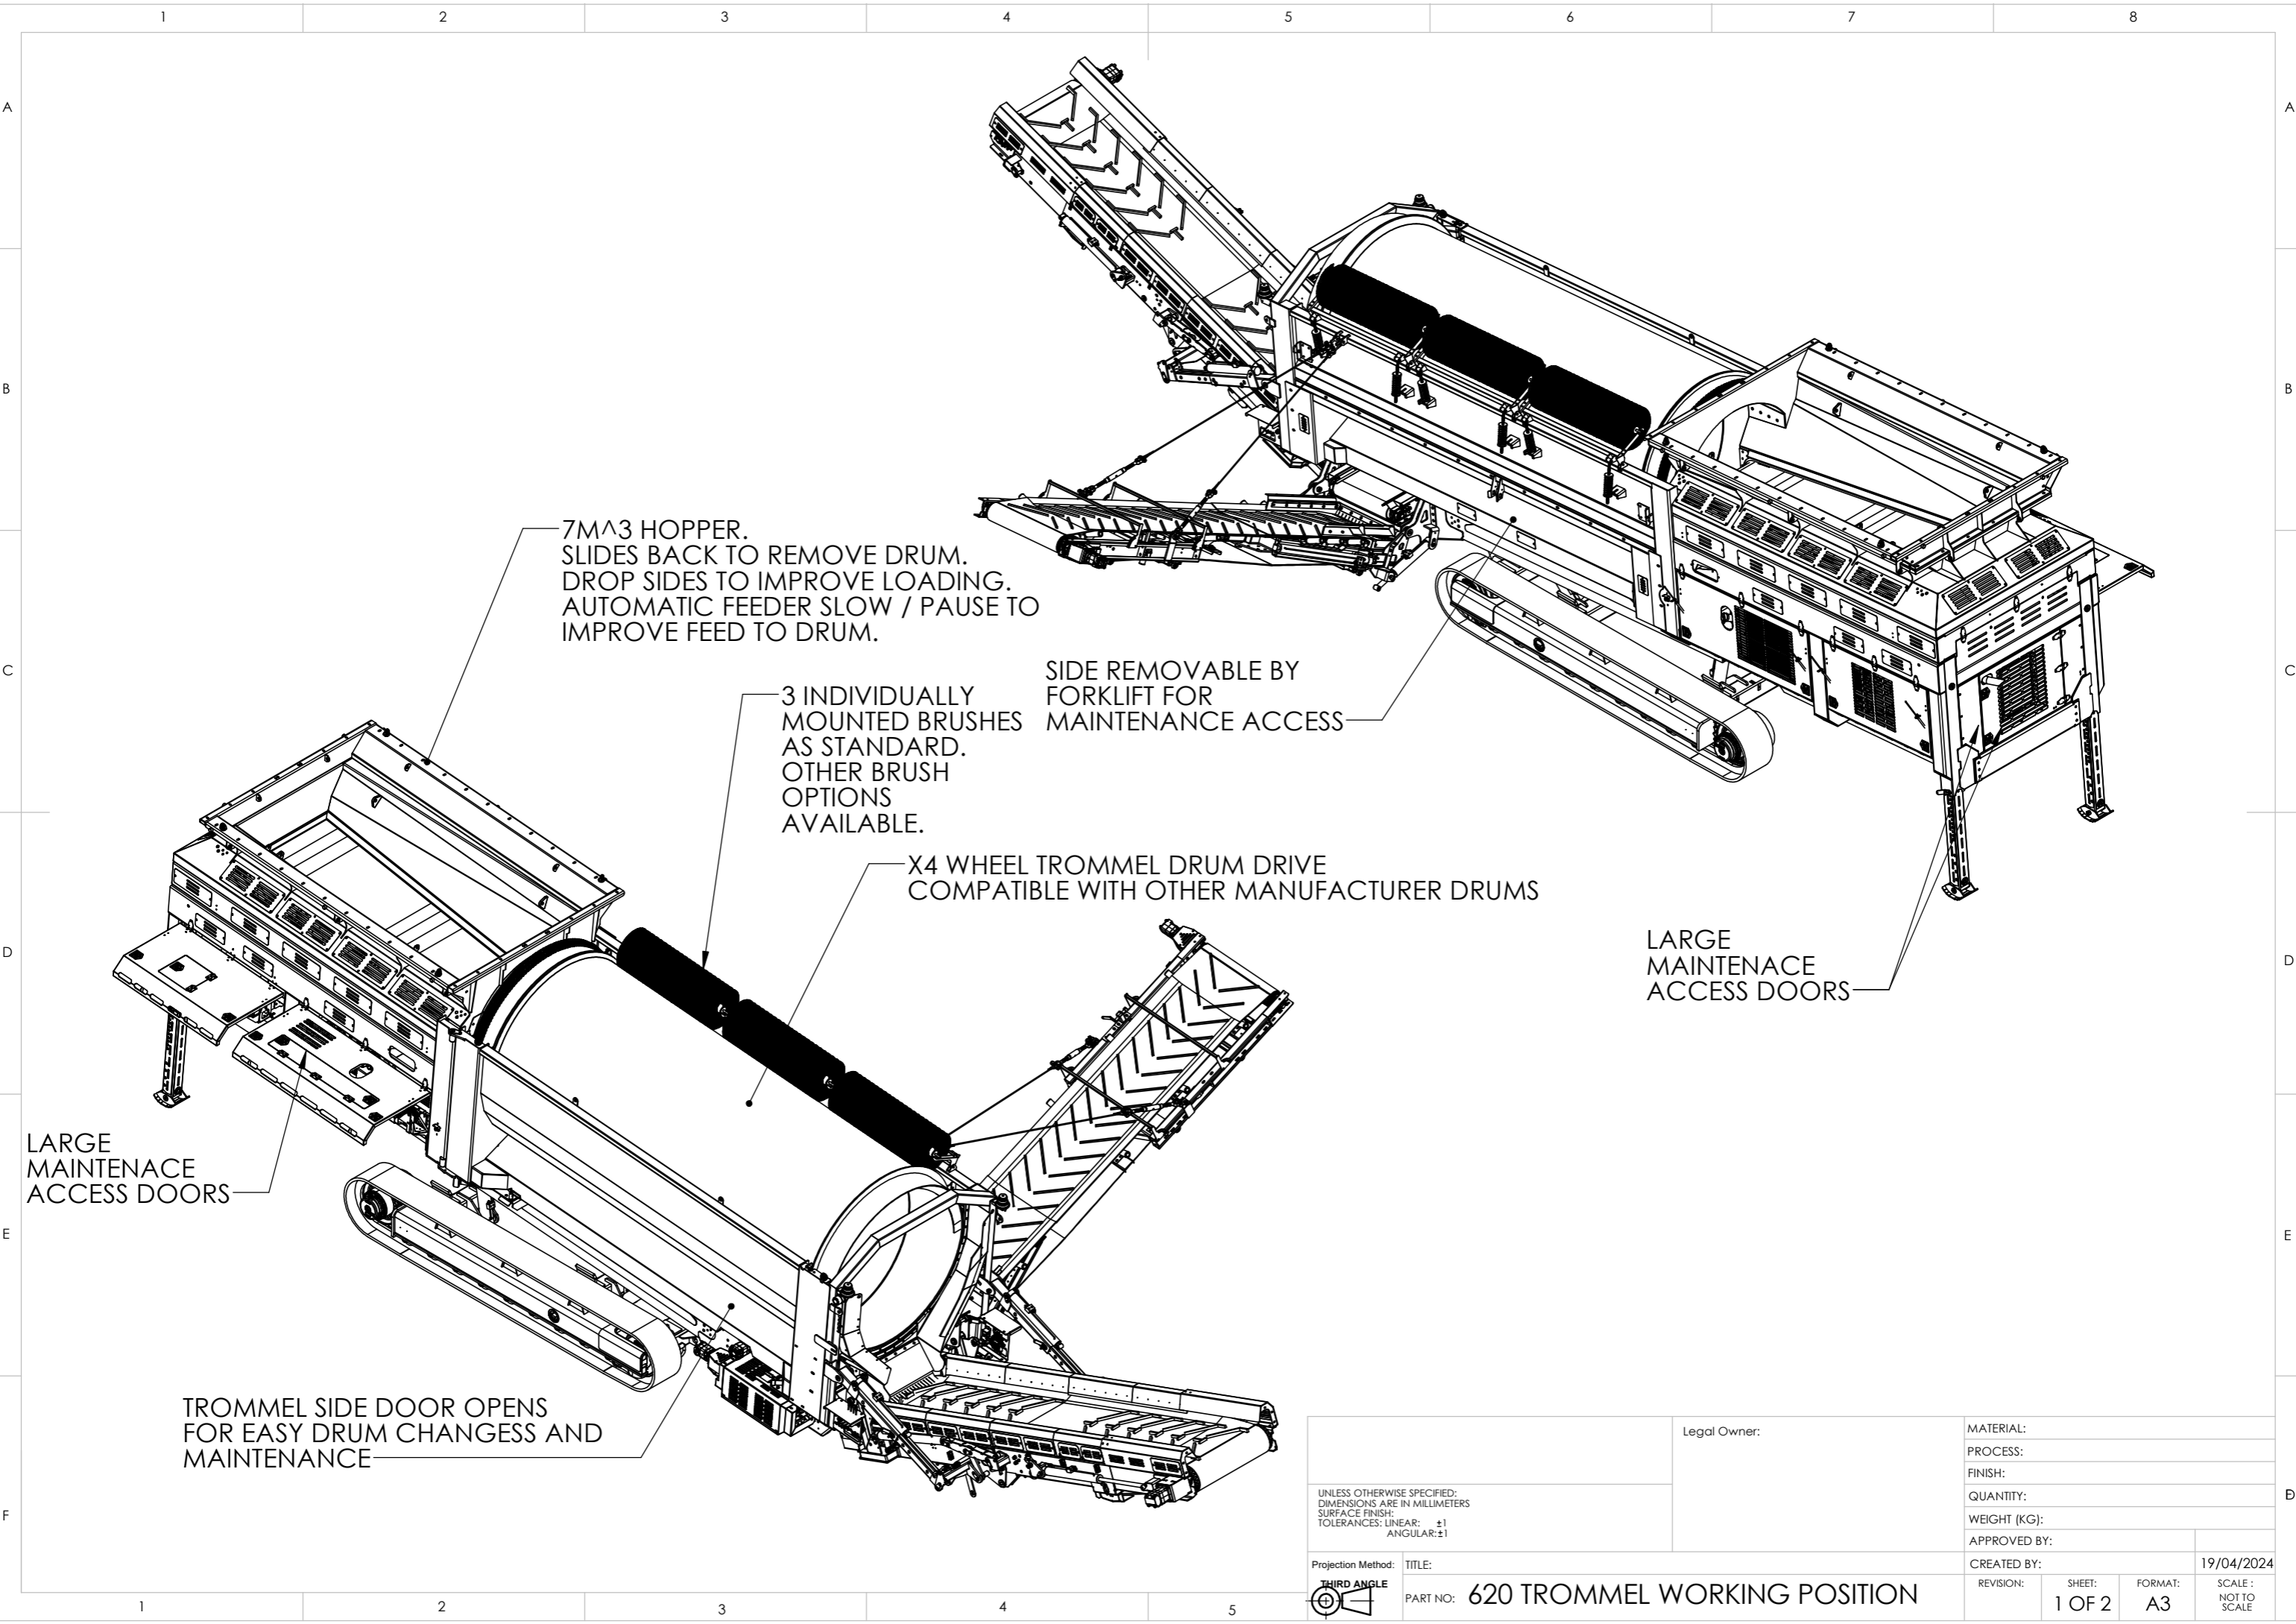 1 2 3 4 5 6 7 8
A A
B B
C C
D D
E E
F
7M^3 HOPPER.
SLIDES BACK TO REMOVE DRUM.
DROP SIDES TO IMPROVE LOADING.
AUTOMATIC FEEDER SLOW / PAUSE TO
IMPROVE FEED TO DRUM.
3 INDIVIDUALLY
MOUNTED BRUSHES
AS STANDARD.
OTHER BRUSH
OPTIONS
AVAILABLE.
SIDE REMOVABLE BY
FORKLIFT FOR
MAINTENANCE ACCESS
X4 WHEEL TROMMEL DRUM DRIVE
COMPATIBLE WITH OTHER MANUFACTURER DRUMS
LARGE
MAINTENACE
ACCESS DOORS
LARGE
MAINTENACE
ACCESS DOORS
TROMMEL SIDE DOOR OPENS
FOR EASY DRUM CHANGESS AND
MAINTENANCE
UNLESS OTHERWISE SPECIFIED:
DIMENSIONS ARE IN MILLIMETERS
SURFACE FINISH:
TOLERANCES: LINEAR: ±1
ANGULAR:±1
Legal Owner:
MATERIAL:
PROCESS:
FINISH:
QUANTITY:
WEIGHT (KG):
APPROVED BY:
CREATED BY: 19/04/2024
Projection Method:
THIRD ANGLE
TITLE:
PART NO: 620 TROMMEL WORKING POSITION
REVISION:
SHEET:
1 OF 2
FORMAT:
A3
SCALE :
NOT TO
SCALE
1 2 3 4 5